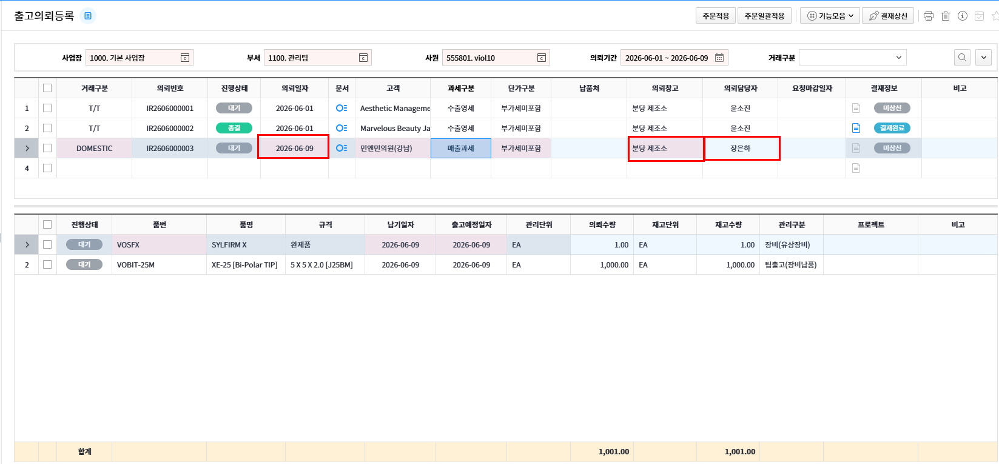 출고의뢰등록
주문적용 주문일괄적용 기능모음 결재상신
사업장 1000. 기본 사업장 부서 1100. 관리팀 사원 555801. viol10 의뢰기간 2026-06-01 ~ 2026-06-09 거래구분
거래구분 의뢰번호 진행상태 의뢰일자 문서 고객 과세구분 단가구분 납품처 의뢰창고 의뢰담당자 요청마감일자 결재정보 비고
1 T/T IR2606000001 대기 2026-06-01 Aesthetic Manageme 수출영세 부가세미포함 분당 제조소 윤소진 미상신
2 T/T IR2606000002 종결 2026-06-01 Marvelous Beauty Ja 수출영세 부가세미포함 분당 제조소 윤소진 결재완료
DOMESTIC IR2606000003 대기 2026-06-09 민앤민의원(강남) 매출과세 부가세미포함 분당 제조소 장은하 미상신
4
진행상태 품번 품명 규격 납기일자 출고예정일자 관리단위 의뢰수량 재고단위 재고수량 관리구분 프로젝트 비고
대기 VOSFX SYLFIRM X 완제품 2026-06-09 2026-06-09 EA 1.00 EA 1.00 장비(유상장비)
2 대기 VOBIT-25M XE-25 [Bi-Polar TIP] 5 X 5 X 2.0 [J25BM] 2026-06-09 2026-06-09 EA 1,000.00 EA 1,000.00 팁출고(장비납품)
합계 1,001.00 1,001.00